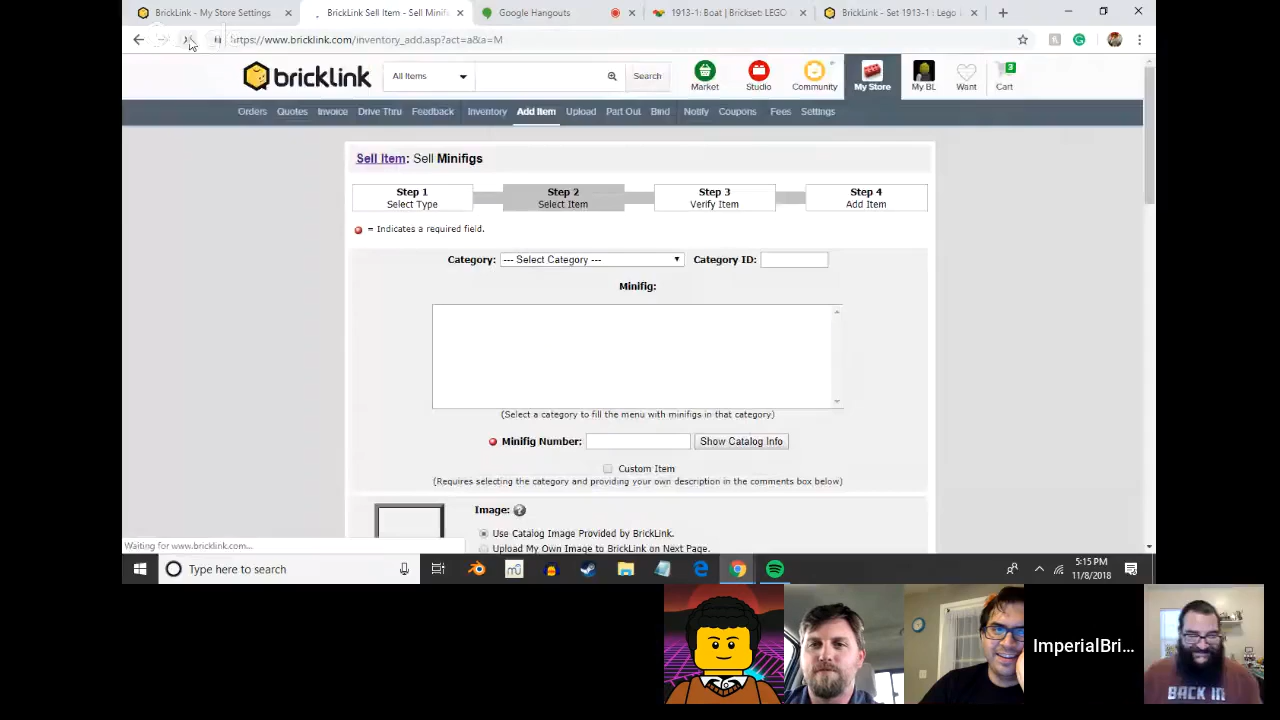 BrickLink - My Store Settings
BrickLink Sell Item - Sell Minif
Google Hangouts
1913-1: Boat | Brickset: LEGO
BrickLink - Set 1913-1 : Lego
https://www.bricklink.com/inventory_add.asp?act=a&a=M
bricklink
All Items
Search
Market
Studio
Community
My Store
My BL
Want
3
Cart
Orders Quotes Invoice Drive Thru Feedback Inventory Add Item Upload Part Out Bind Notify Coupons Fees Settings
Sell Item: Sell Minifigs
Step 1
Select Type
Step 2
Select Item
Step 3
Verify Item
Step 4
Add Item
= Indicates a required field.
Category: --- Select Category --- Category ID:
Minifig:
(Select a category to fill the menu with minifigs in that category)
Minifig Number: Show Catalog Info
Custom Item
(Requires selecting the category and providing your own description in the comments box below)
Image: ?
Use Catalog Image Provided by BrickLink.
Upload My Own Image to BrickLink on Next Page.
Waiting for www.bricklink.com...
Type here to search
5:15 PM
11/8/2018
ImperialBri...
BACK IN